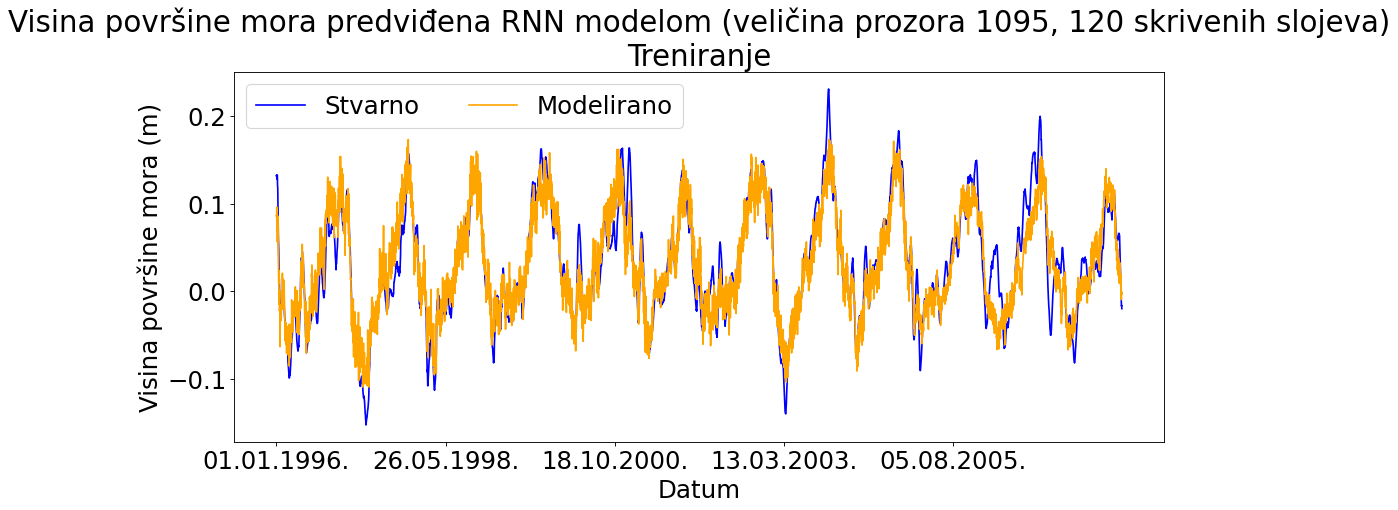 Visina površine mora predviđena RNN modelom (veličina prozora 1095, 120 skrivenih slojeva)
Treniranje
Stvarno Modelirano
Visina površine mora (m)
0.2
0.1
0.0
−0.1
01.01.1996. 26.05.1998. 18.10.2000. 13.03.2003. 05.08.2005.
Datum